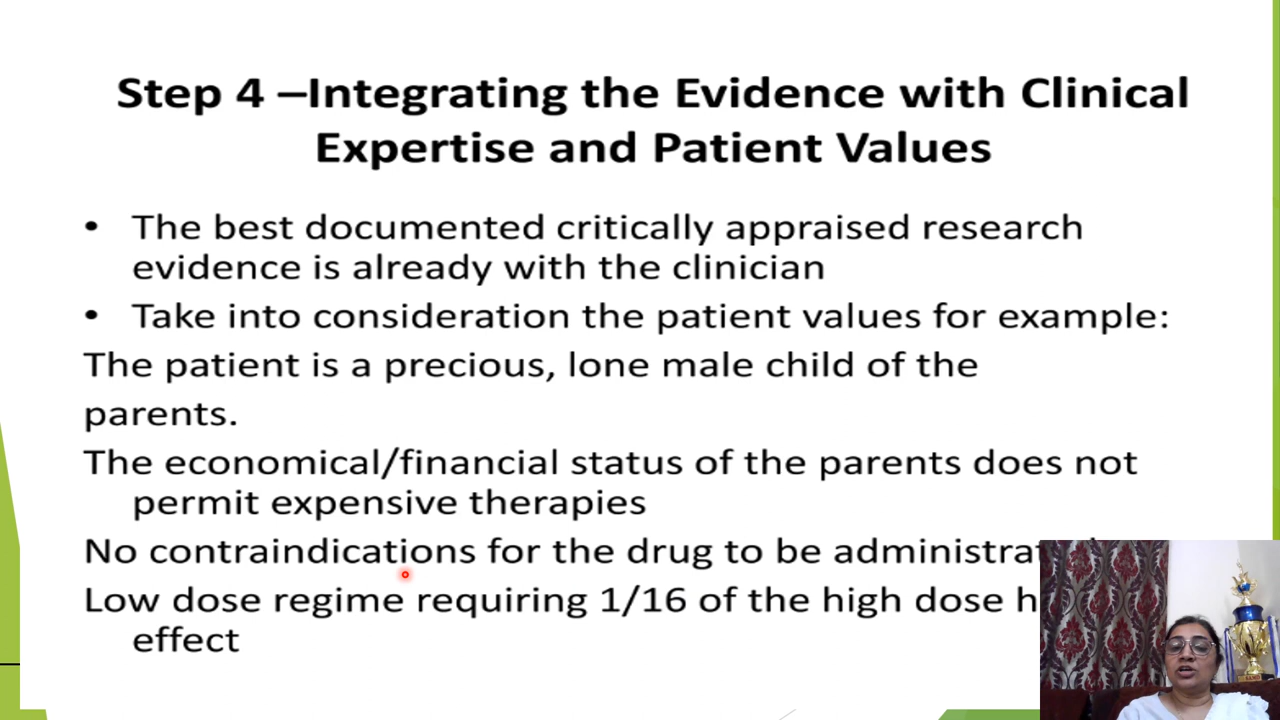 Step 4 –Integrating the Evidence with Clinical
Expertise and Patient Values
• The best documented critically appraised research
evidence is already with the clinician
• Take into consideration the patient values for example:
The patient is a precious, lone male child of the
parents.
The economical/financial status of the parents does not
permit expensive therapies
No contraindications for the drug to be
Low dose regime requiring 1/16 of the high dose
effect